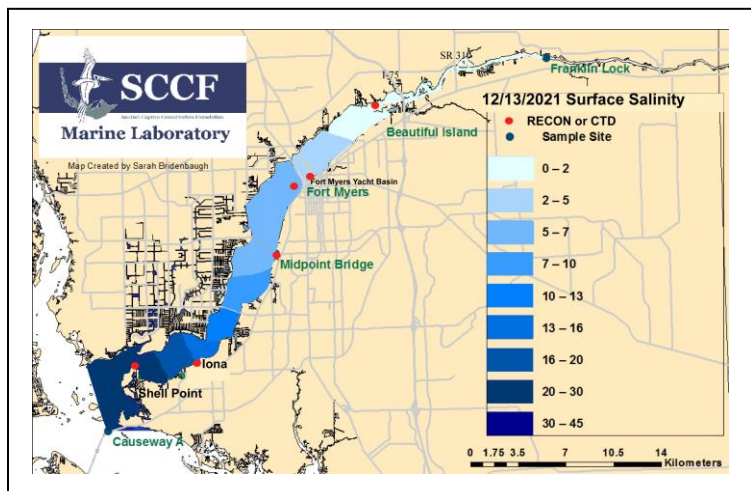 SCCF
Marine Laboratory
Map Created by Sarah Bridenbaugh
I-75
SR 31
Franklin Lock
Beautiful Island
Fort Myers Yacht Basin
Fort Myers
Midpoint Bridge
Iona
Shell Point
Causeway A
12/13/2021 Surface Salinity
RECON or CTD
Sample Site
0 – 2
2 – 5
5 – 7
7 – 10
10 – 13
13 – 16
16 – 20
20 – 30
30 – 45
0 1.75 3.5 7 10.5 14
Kilometers